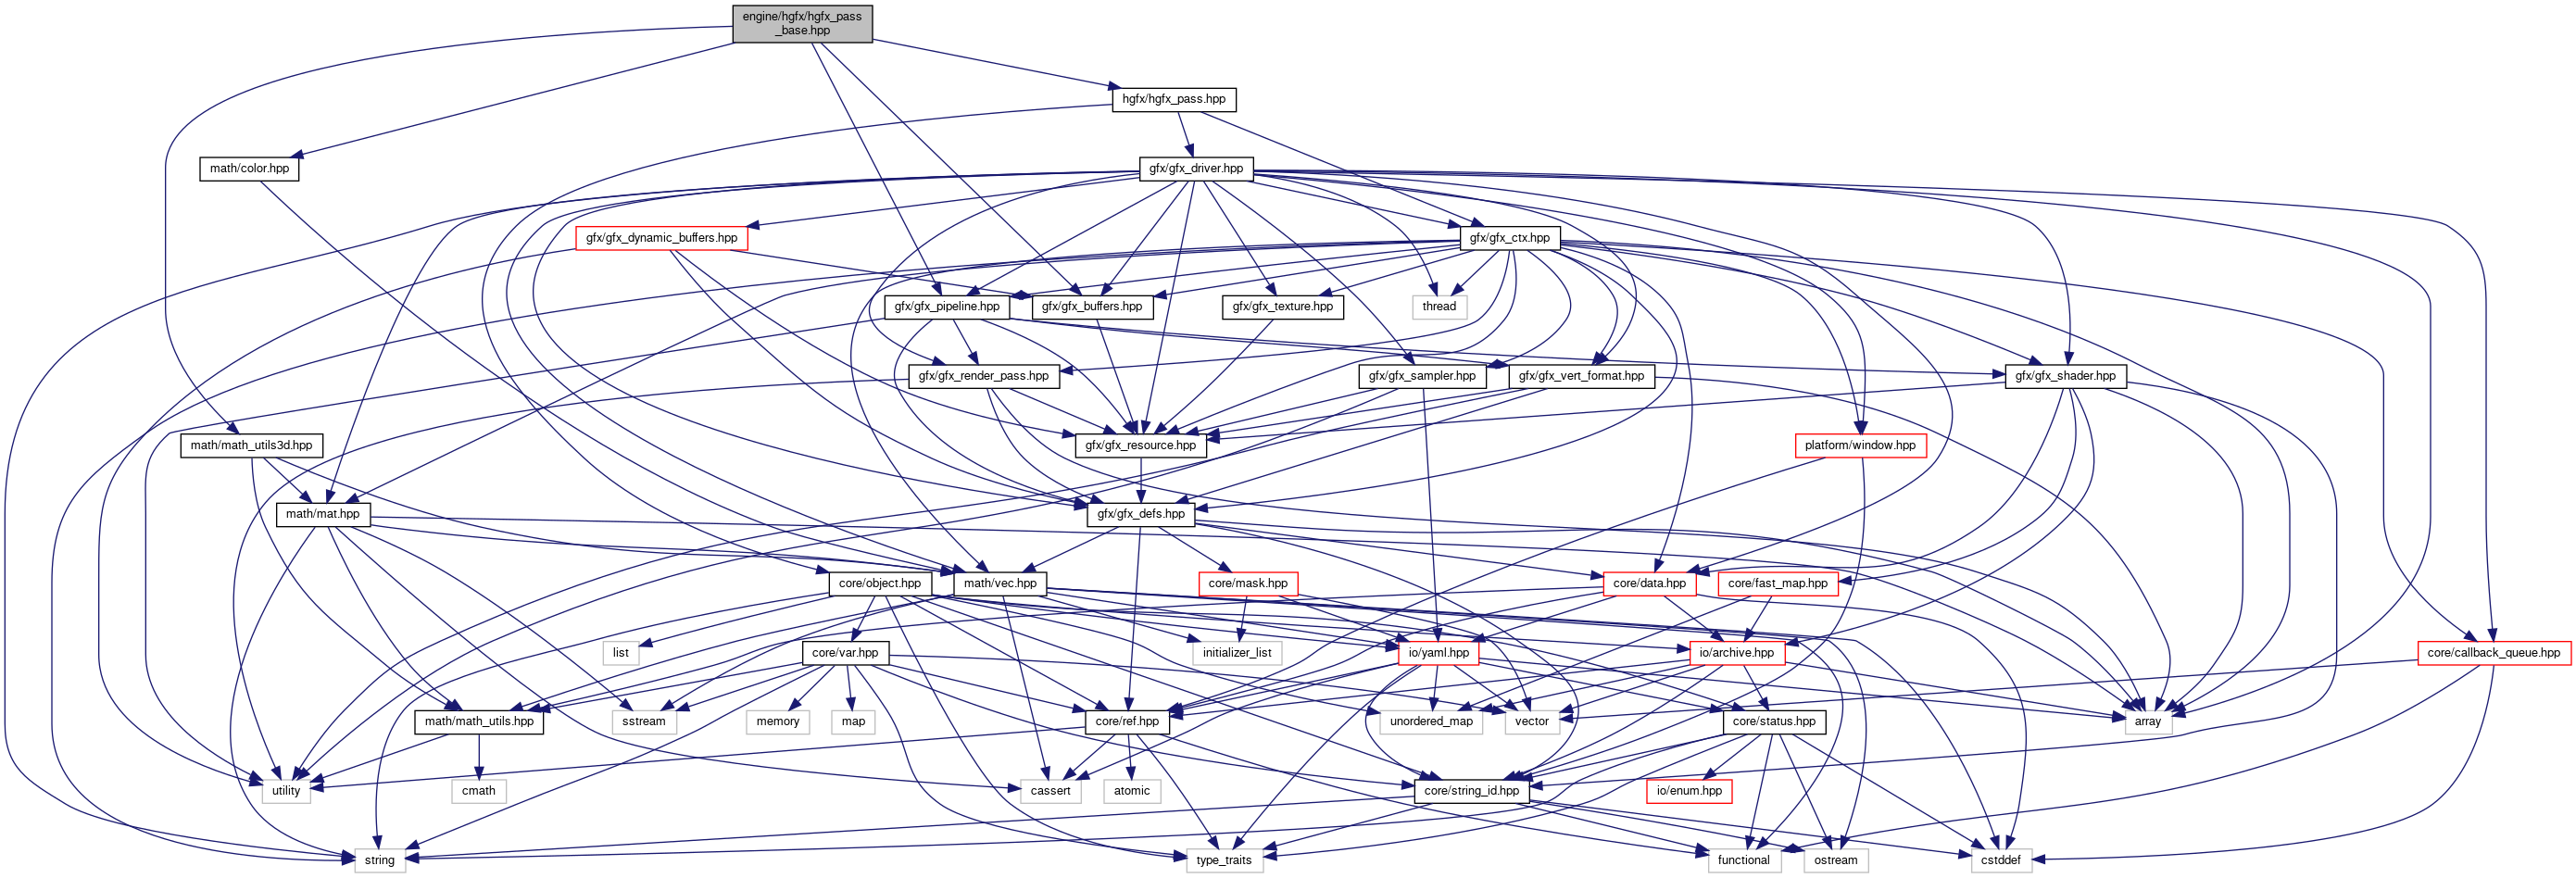 engine/hgfx/hgfx_pass
_base.hpp
hgfx/hgfx_pass.hpp
math/color.hpp
gfx/gfx_driver.hpp
gfx/gfx_dynamic_buffers.hpp
gfx/gfx_ctx.hpp
gfx/gfx_pipeline.hpp
gfx/gfx_buffers.hpp
gfx/gfx_texture.hpp
thread
gfx/gfx_render_pass.hpp
gfx/gfx_sampler.hpp
gfx/gfx_vert_format.hpp
gfx/gfx_shader.hpp
math/math_utils3d.hpp
gfx/gfx_resource.hpp
platform/window.hpp
math/mat.hpp
gfx/gfx_defs.hpp
core/object.hpp
math/vec.hpp
core/mask.hpp
core/data.hpp
core/fast_map.hpp
list
core/var.hpp
initializer_list
io/yaml.hpp
io/archive.hpp
core/callback_queue.hpp
math/math_utils.hpp
sstream
memory
map
core/ref.hpp
unordered_map
vector
core/status.hpp
array
utility
cmath
cassert
atomic
core/string_id.hpp
io/enum.hpp
string
type_traits
functional
ostream
cstddef